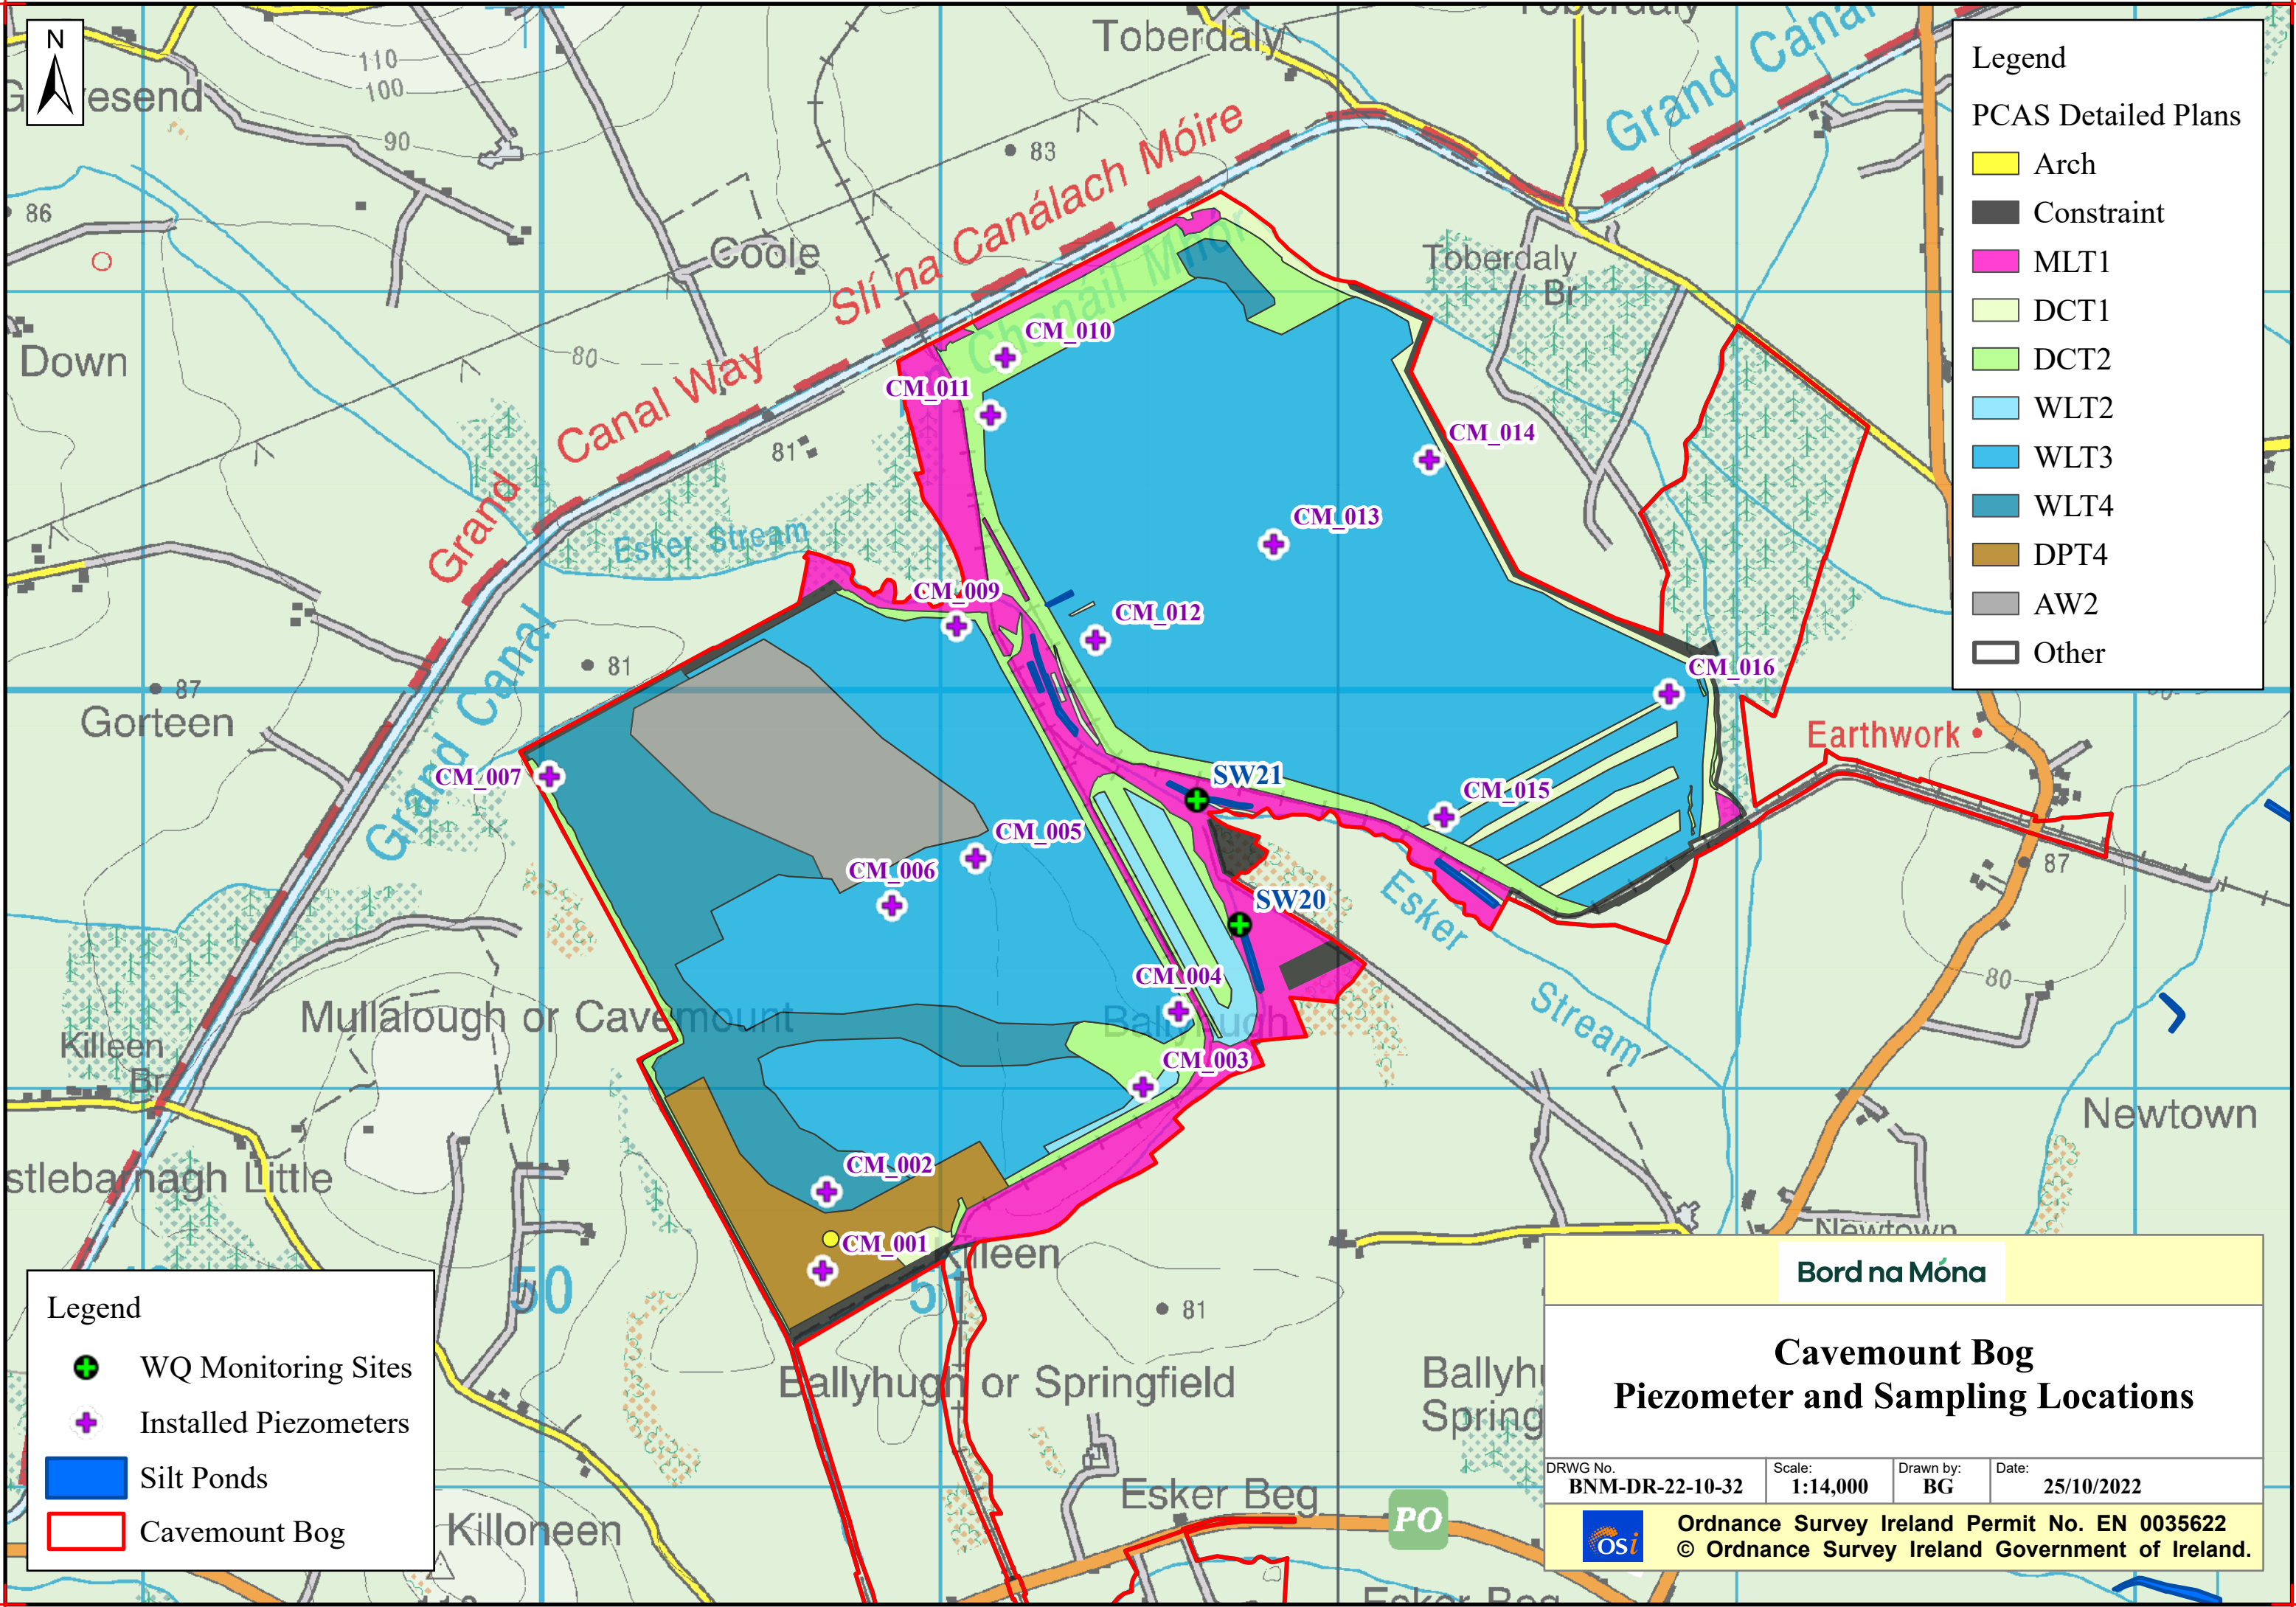 N
110
100
90
86
83
Toberdaly
Grand Canal
Coole
Slí na Canálach Móire
Toberdaly
Br
Down
80
Grand Canal Way
81
Esker Stream
CM_010
CM_011
CM_014
CM_013
CM_009
CM_012
CM_016
87
Gorteen
81
Grand Canal
Earthwork
CM_007
SW21
CM_015
CM_005
CM_006
87
SW20
Esker
Stream
80
CM_004
Mullalough or Cavemount
Ballyhugh
Killeen
Br
CM_003
Newtown
CM_002
CM_001
Killeen
Newtown
50
51
81
Ballyhugh or Springfield
Esker Beg
PO
Killoneen
Esker Beg
Legend
PCAS Detailed Plans
Arch
Constraint
MLT1
DCT1
DCT2
WLT2
WLT3
WLT4
DPT4
AW2
Other
Legend
WQ Monitoring Sites
Installed Piezometers
Silt Ponds
Cavemount Bog
Bord na Móna
Cavemount Bog
Piezometer and Sampling Locations
DRWG No.
BNM-DR-22-10-32
Scale:
1:14,000
Drawn by:
BG
Date:
25/10/2022
OSi
Ordnance Survey Ireland Permit No. EN 0035622
© Ordnance Survey Ireland Government of Ireland.